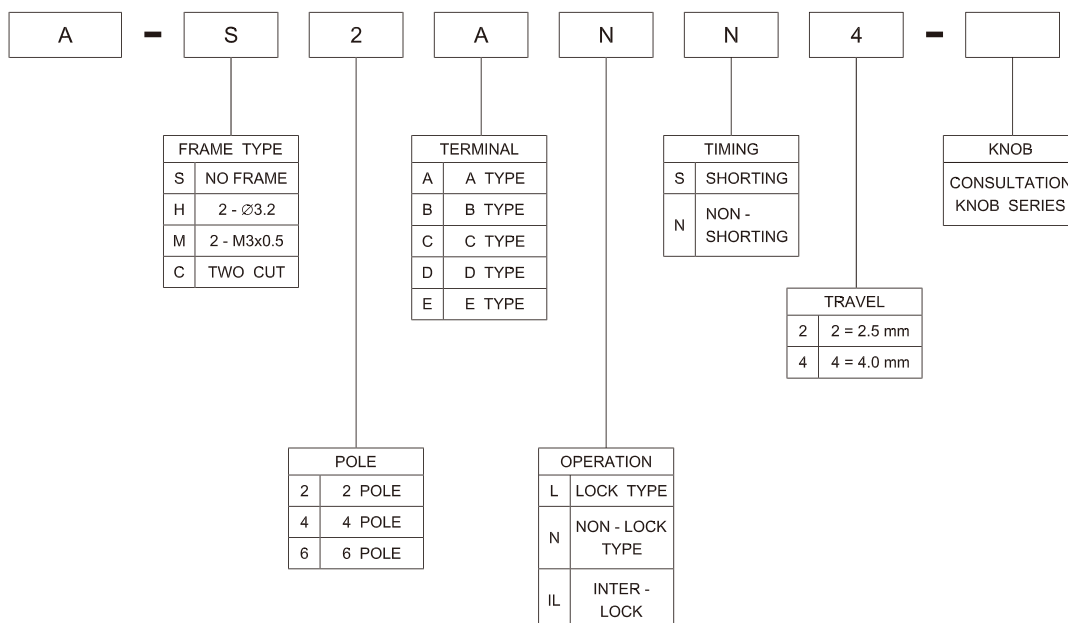 A - S 2 A N N 4 -
FRAME TYPE
S NO FRAME
H 2 - Ø3.2
M 2 - M3x0.5
C TWO CUT
TERMINAL
A A TYPE
B B TYPE
C C TYPE
D D TYPE
E E TYPE
TIMING
S SHORTING
N NON -
SHORTING
KNOB
CONSULTATION
KNOB SERIES
TRAVEL
2 2 = 2.5 mm
4 4 = 4.0 mm
POLE
2 2 POLE
4 4 POLE
6 6 POLE
OPERATION
L LOCK TYPE
N NON - LOCK
TYPE
IL INTER -
LOCK